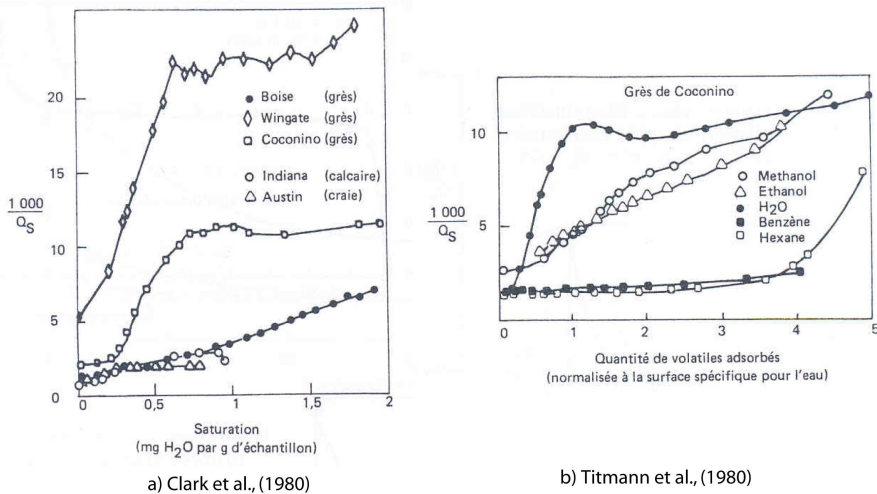 20
15
10
5
0
1 000
Q_S
● Boise (grès)
◊ Wingate (grès)
□ Coconino (grès)
○ Indiana (calcaire)
△ Austin (craie)
0 0,5 1 1,5 2
Saturation
(mg H₂O par g d'échantillon)
a) Clark et al., (1980)
Grès de Coconino
10
5
0
1 000
Q_S
○ Methanol
△ Ethanol
● H₂O
■ Benzène
□ Hexane
0 1 2 3 4 5
Quantité de volatiles adsorbés
(normalisée à la surface spécifique pour l'eau)
b) Titmann et al., (1980)